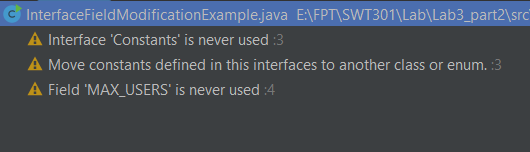 InterfaceFieldModificationExample.java E:\FPT\SWT301\Lab\Lab3_part2\src
Interface 'Constants' is never used :3
Move constants defined in this interfaces to another class or enum. :3
Field 'MAX_USERS' is never used :4